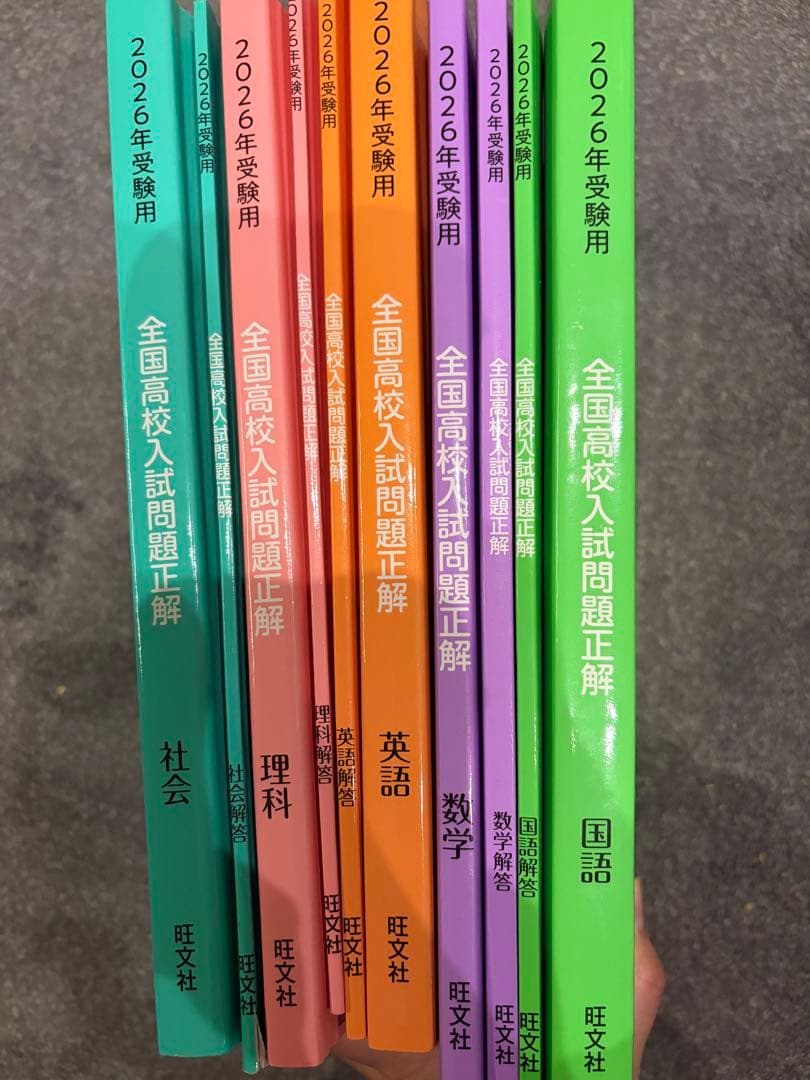 2026年受験用 全国高校入試問題正解 社会 旺文社
2026年受験用 全国高校入試問題正解 社会解答 旺文社
2026年受験用 全国高校入試問題正解 理科 旺文社
026年受験用 全国高校入試問題正解 理科解答 旺文社
2026年受験用 全国高校入試問題正解 英語解答 旺文社
2026年受験用 全国高校入試問題正解 英語 旺文社
2026年受験用 全国高校入試問題正解 数学 旺文社
2026年受験用 全国高校入試問題正解 数学解答 旺文社
2026年受験用 全国高校入試問題正解 国語解答 旺文社
2026年受験用 全国高校入試問題正解 国語 旺文社